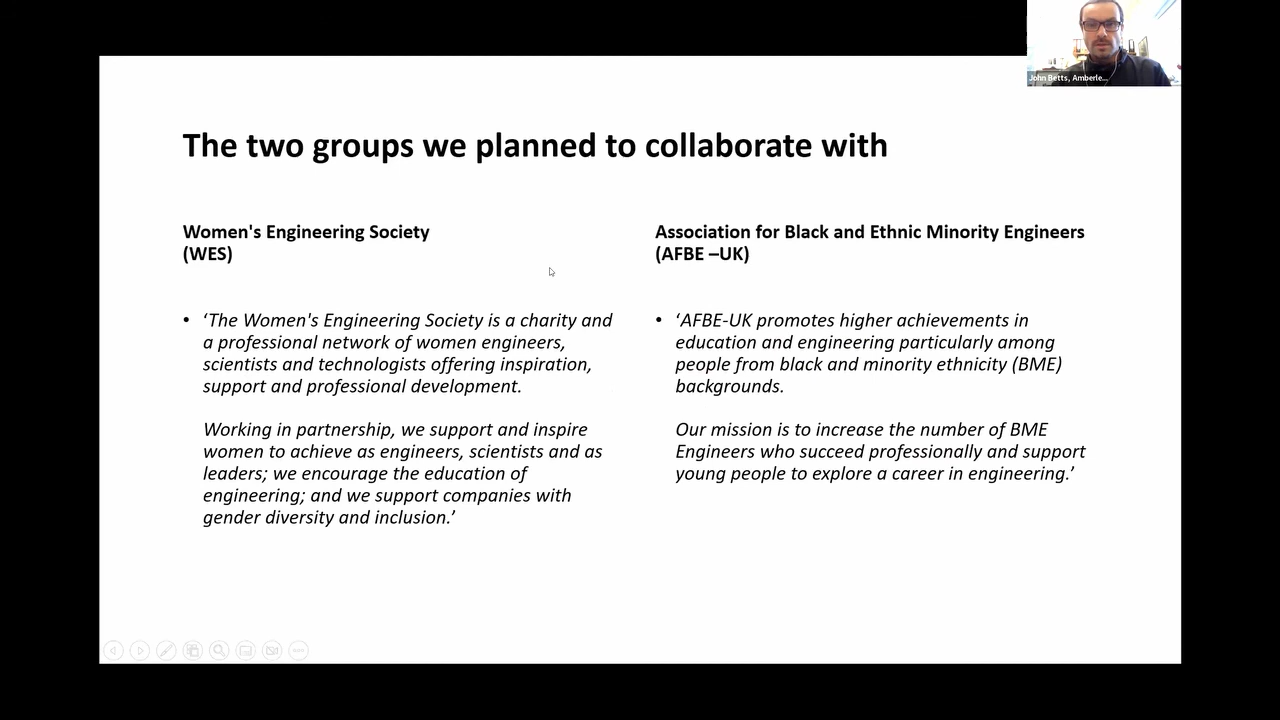 John Betts, Amberle...
The two groups we planned to collaborate with
Women's Engineering Society
(WES)
• ‘The Women's Engineering Society is a charity and
a professional network of women engineers,
scientists and technologists offering inspiration,
support and professional development.
Working in partnership, we support and inspire
women to achieve as engineers, scientists and as
leaders; we encourage the education of
engineering; and we support companies with
gender diversity and inclusion.’
Association for Black and Ethnic Minority Engineers
(AFBE –UK)
• ‘AFBE-UK promotes higher achievements in
education and engineering particularly among
people from black and minority ethnicity (BME)
backgrounds.
Our mission is to increase the number of BME
Engineers who succeed professionally and support
young people to explore a career in engineering.’